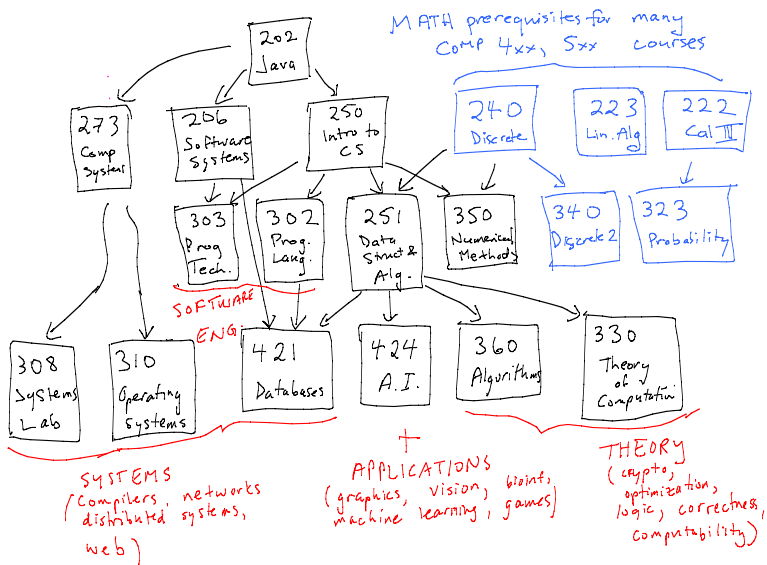 MATH prerequisites for many
Comp 4xx, 5xx courses
202
Java
273
Comp
System
206
Software
Systems
250
Intro to
CS
240
Discrete
223
Lin. Alg
222
Cal III
303
Prog
Tech.
302
Prog.
Lang.
251
Data
Struct &
Alg.
350
Numerical
Methods
340
Discrete 2
323
Probability
SOFTWARE
ENG.
308
Systems
Lab
310
Operating
Systems
421
Databases
424
A.I.
360
Algorithms
330
Theory
of
Computation
SYSTEMS
(Compilers, networks
distributed systems,
web)
+
APPLICATIONS
(graphics, vision, bioinf,
machine learning, games)
THEORY
(crypto,
optimization,
logic, correctness,
computability)